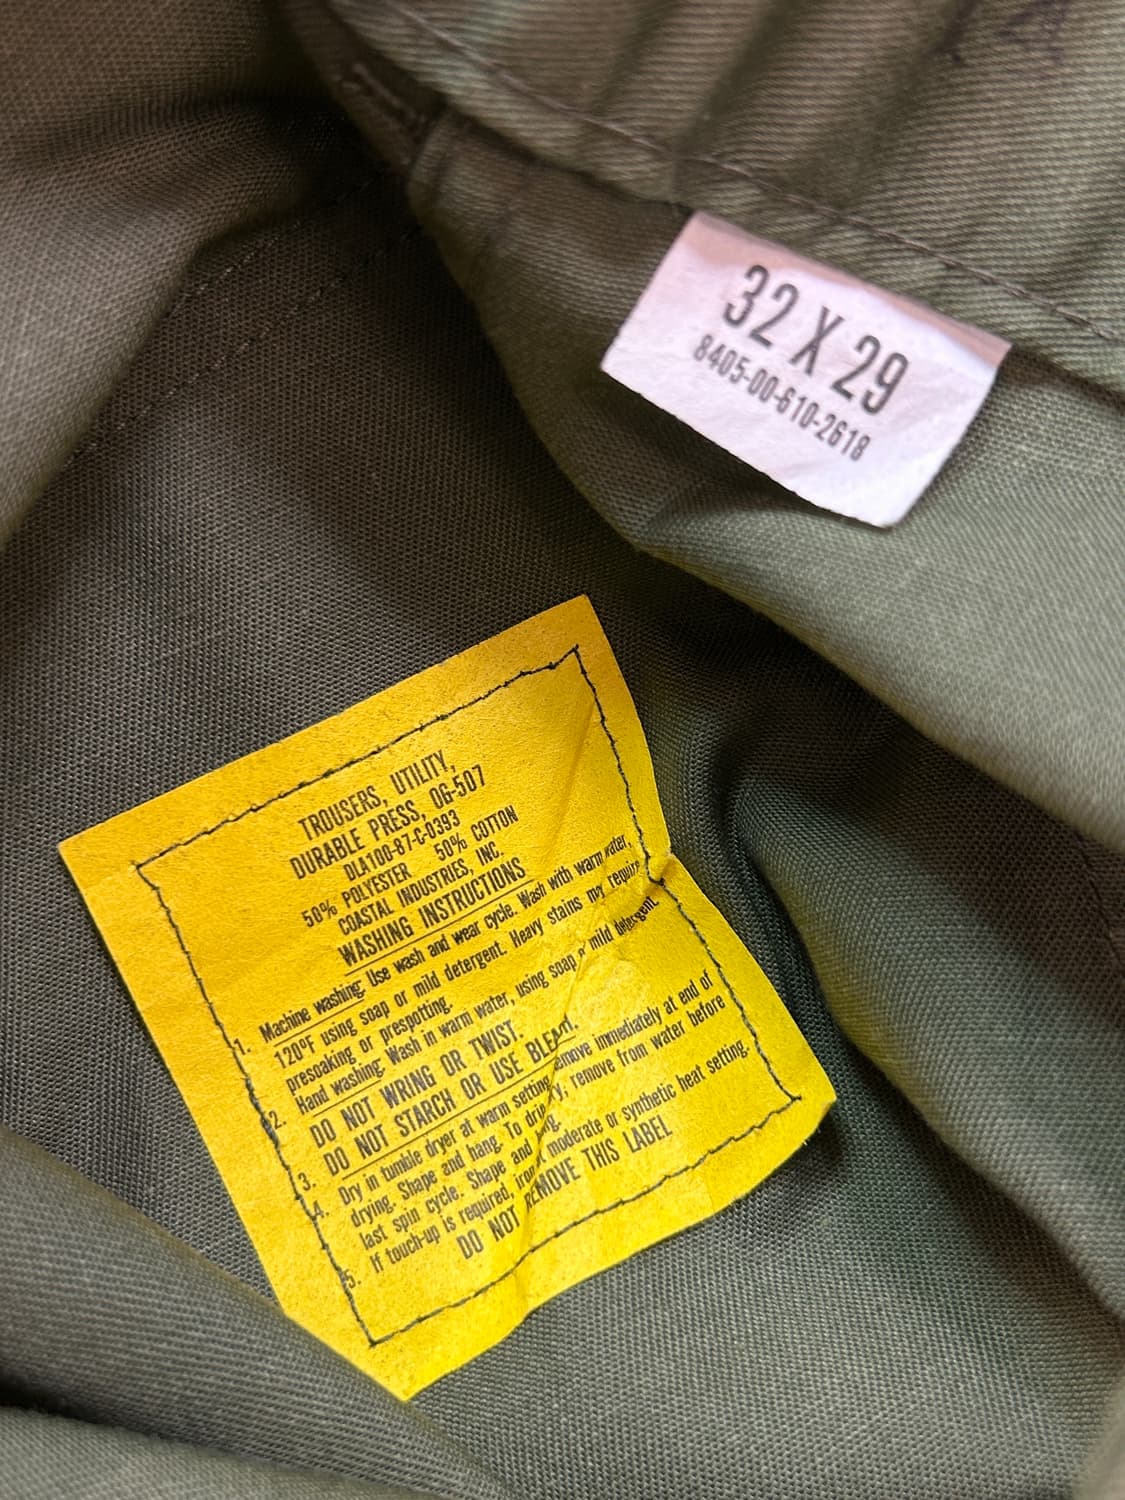 32 X 29
8405-00-610-2618
TROUSERS, UTILITY,
DURABLE PRESS, OG-507
DLA100-87-C-0393
50% POLYESTER 50% COTTON
COASTAL INDUSTRIES, INC.
WASHING INSTRUCTIONS
1. Machine washing: Use wash and wear cycle. Wash with warm water,
120°F using soap or mild detergent. Heavy stains may require
presoaking or prespotting.
2. Hand washing: Wash in warm water, using soap or mild detergent.
DO NOT WRING OR TWIST.
3. DO NOT STARCH OR USE BLEACH.
4. Dry in tumble dryer at warm setting, remove immediately at end of
drying. Shape and hang. To drip dry, remove from water before
last spin cycle. Shape and hang.
5. If touch-up is required, iron moderate or synthetic heat setting.
DO NOT REMOVE THIS LABEL